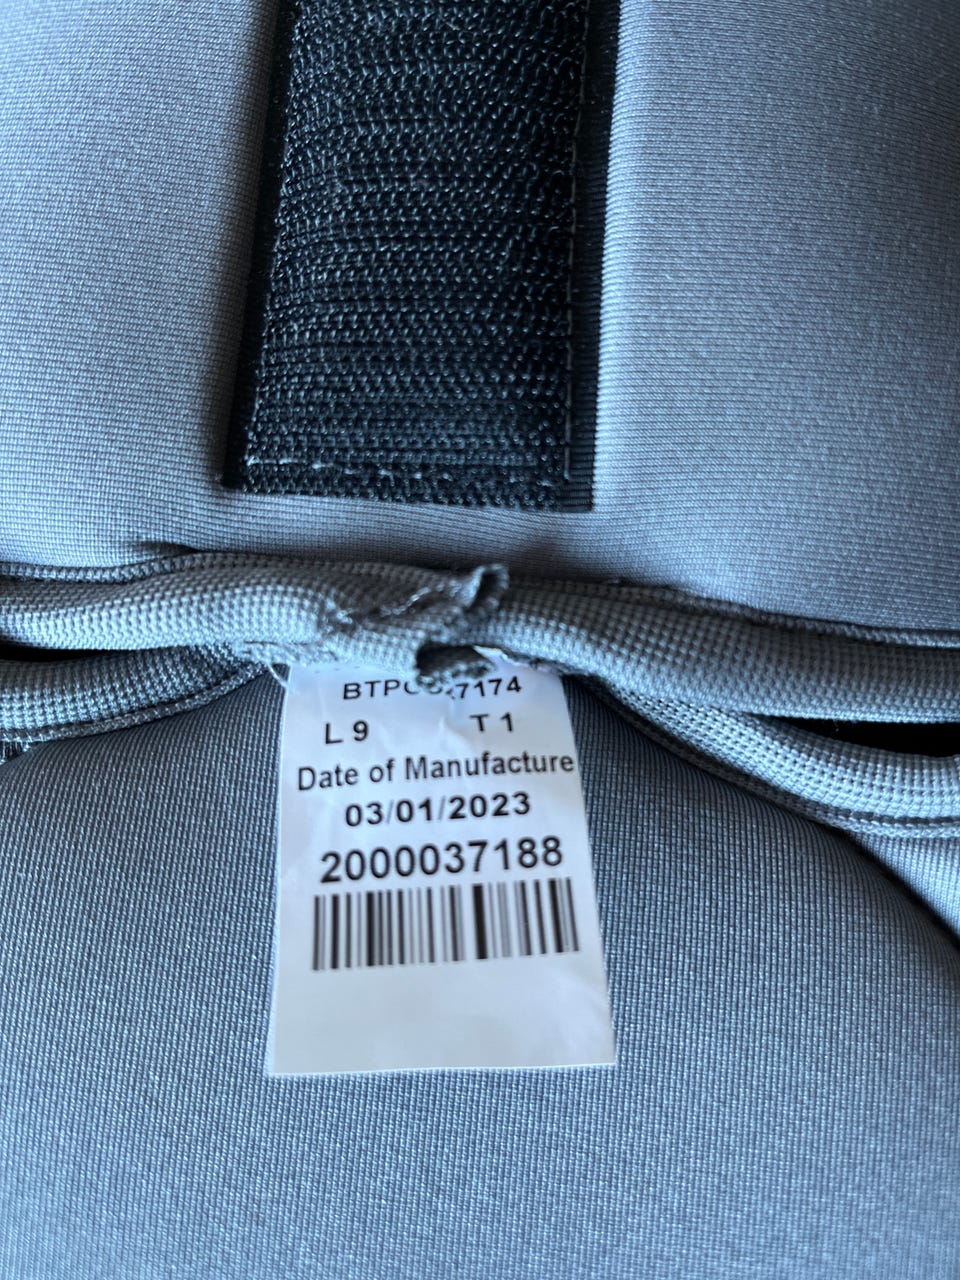 L 9 T 1
Date of Manufacture
03/01/2023
2000037188